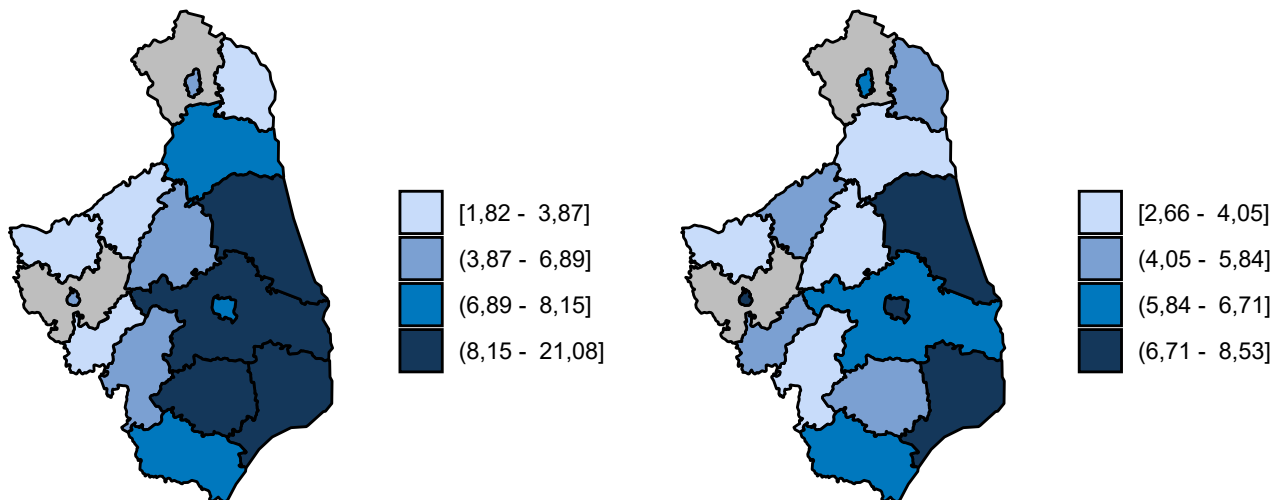 [1,82 - 3,87]
(3,87 - 6,89]
(6,89 - 8,15]
(8,15 - 21,08]
[2,66 - 4,05]
(4,05 - 5,84]
(5,84 - 6,71]
(6,71 - 8,53]